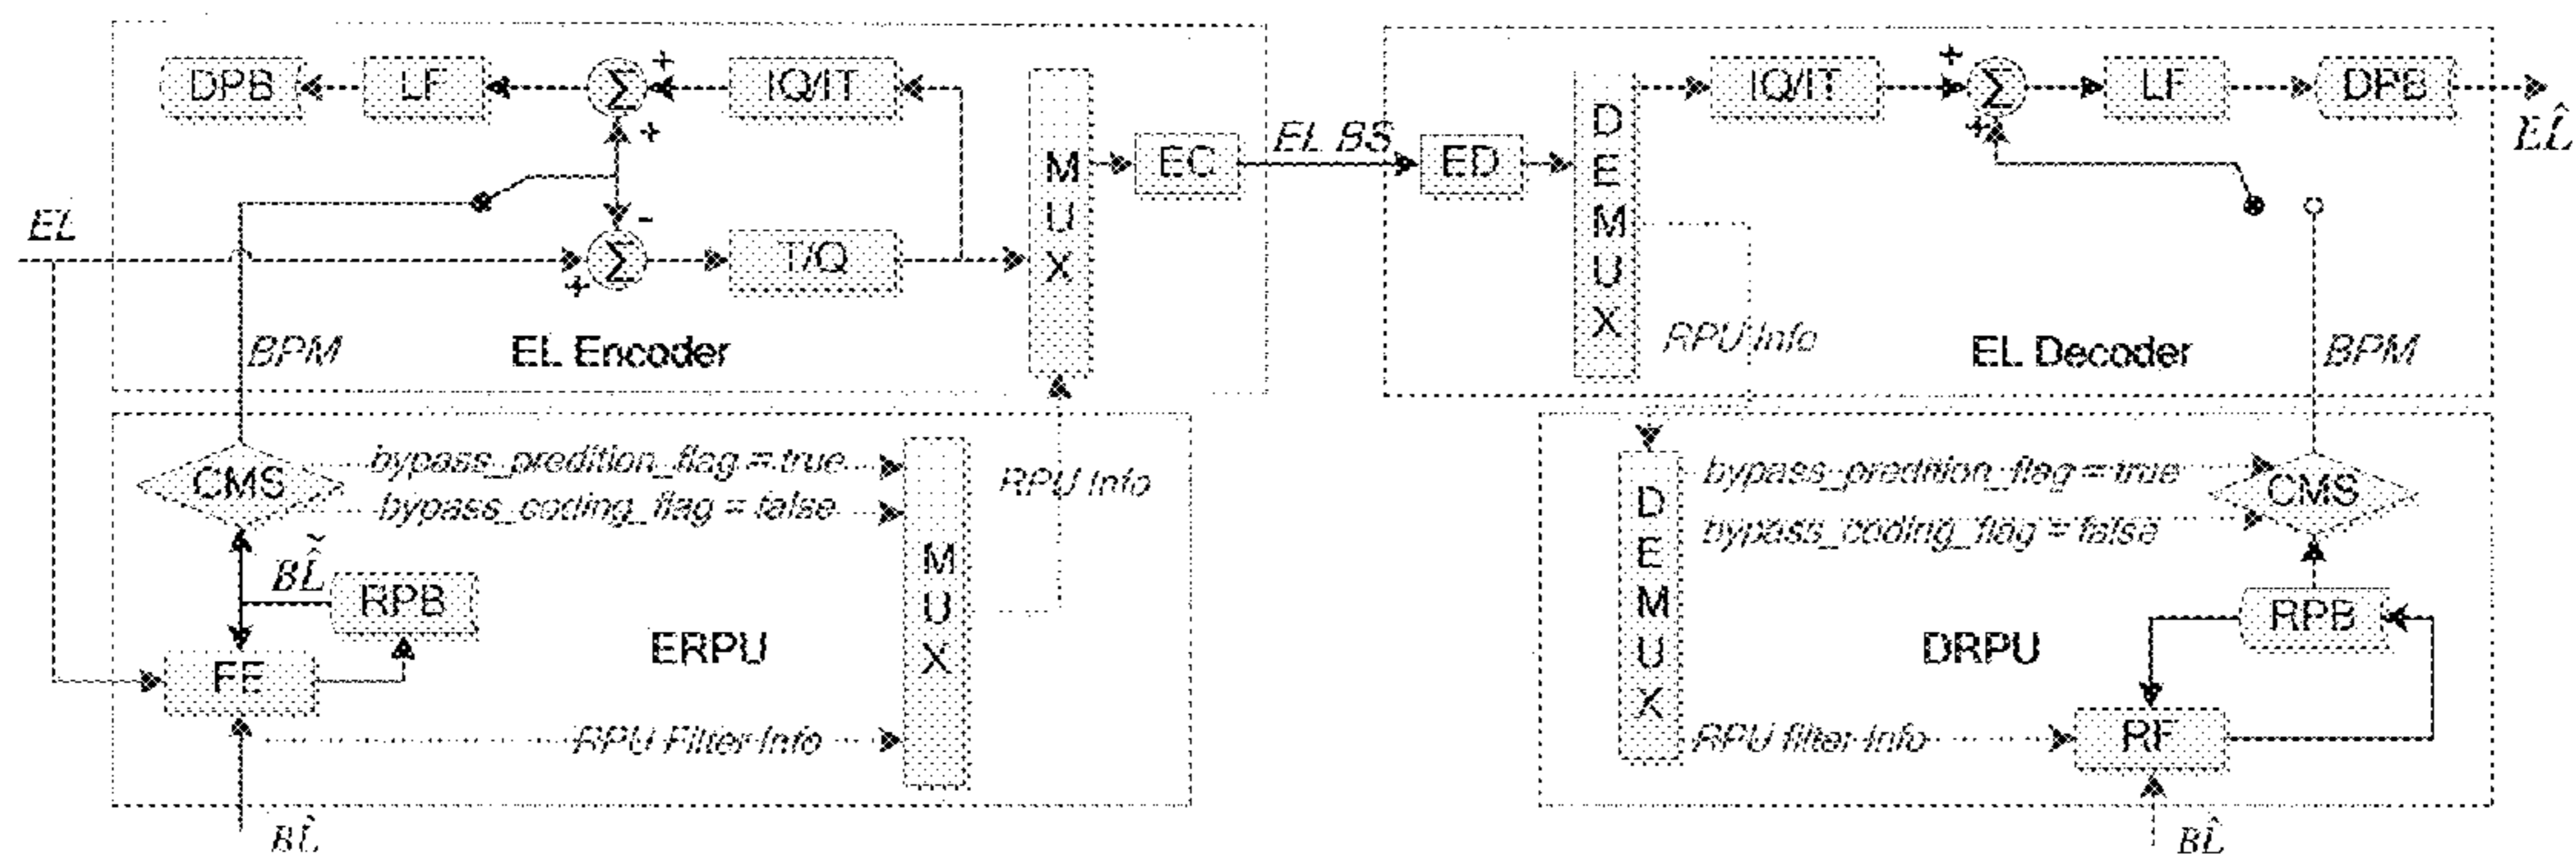 DPB LF Σ + IQ/IT
+
M
U
X
EC
EL BS
ED
D
E
M
U
X
IQ/IT + Σ LF DPB
+
EL̂
EL
-
+ Σ T/Q
BPM
EL Encoder
RPU Info
EL Decoder
BPM
CMS
bypass_predition_flag = true
bypass_coding_flag = false
RPU Info
M
U
X
BL̂̃
RPB
FE
ERPU
RPU Filter Info
BL̂
D
E
M
U
X
bypass_predition_flag = true
bypass_coding_flag = false
CMS
RPB
DRPU
RPU filter Info
RF
BL̂